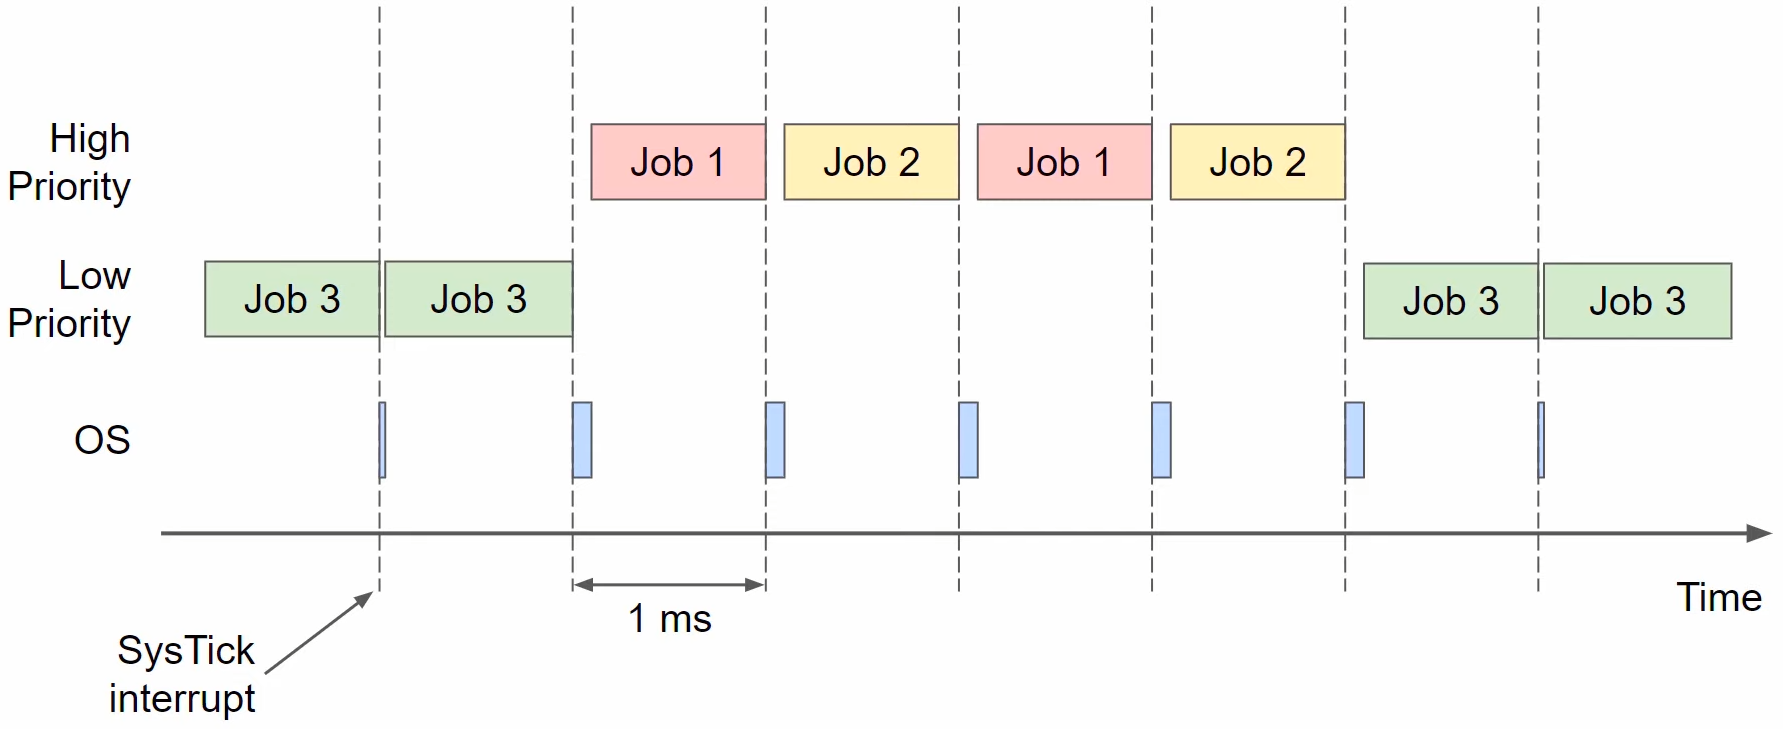 High
Priority
Job 1
Job 2
Job 1
Job 2
Low
Priority
Job 3
Job 3
Job 3
Job 3
OS
1 ms
Time
SysTick
interrupt